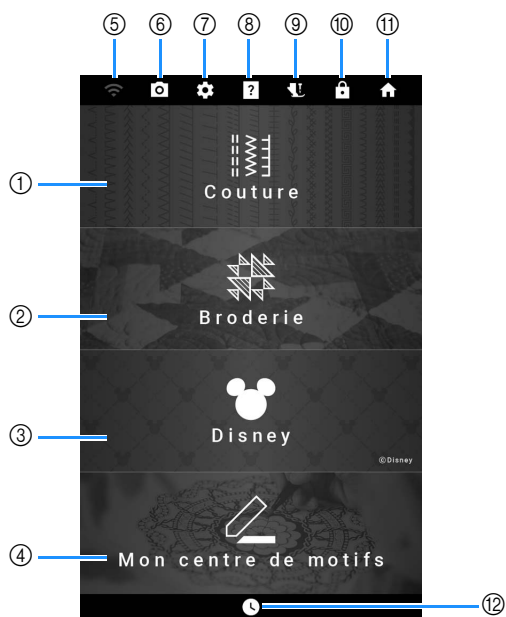 ⑤ ⑥ ⑦ ⑧ ⑨ ⑩ ⑪
?
① Couture
② Broderie
③ Disney
©Disney
④ Mon centre de motifs
⑫